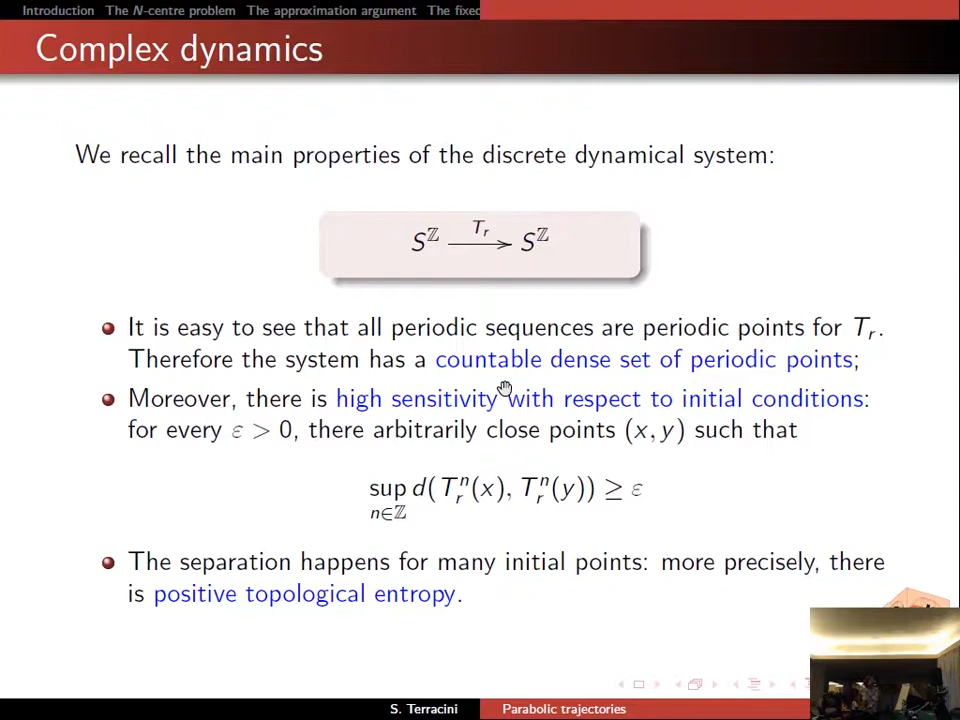 Introduction The N-centre problem The approximation argument The fixed
Complex dynamics
We recall the main properties of the discrete dynamical system:
S^ℤ —T_r→ S^ℤ
It is easy to see that all periodic sequences are periodic points for T_r.
Therefore the system has a countable dense set of periodic points;
Moreover, there is high sensitivity with respect to initial conditions:
for every ε > 0, there arbitrarily close points (x, y) such that
sup_{n∈ℤ} d(T_r^n(x), T_r^n(y)) ≥ ε
The separation happens for many initial points: more precisely, there
is positive topological entropy.
S. Terracini Parabolic trajectories